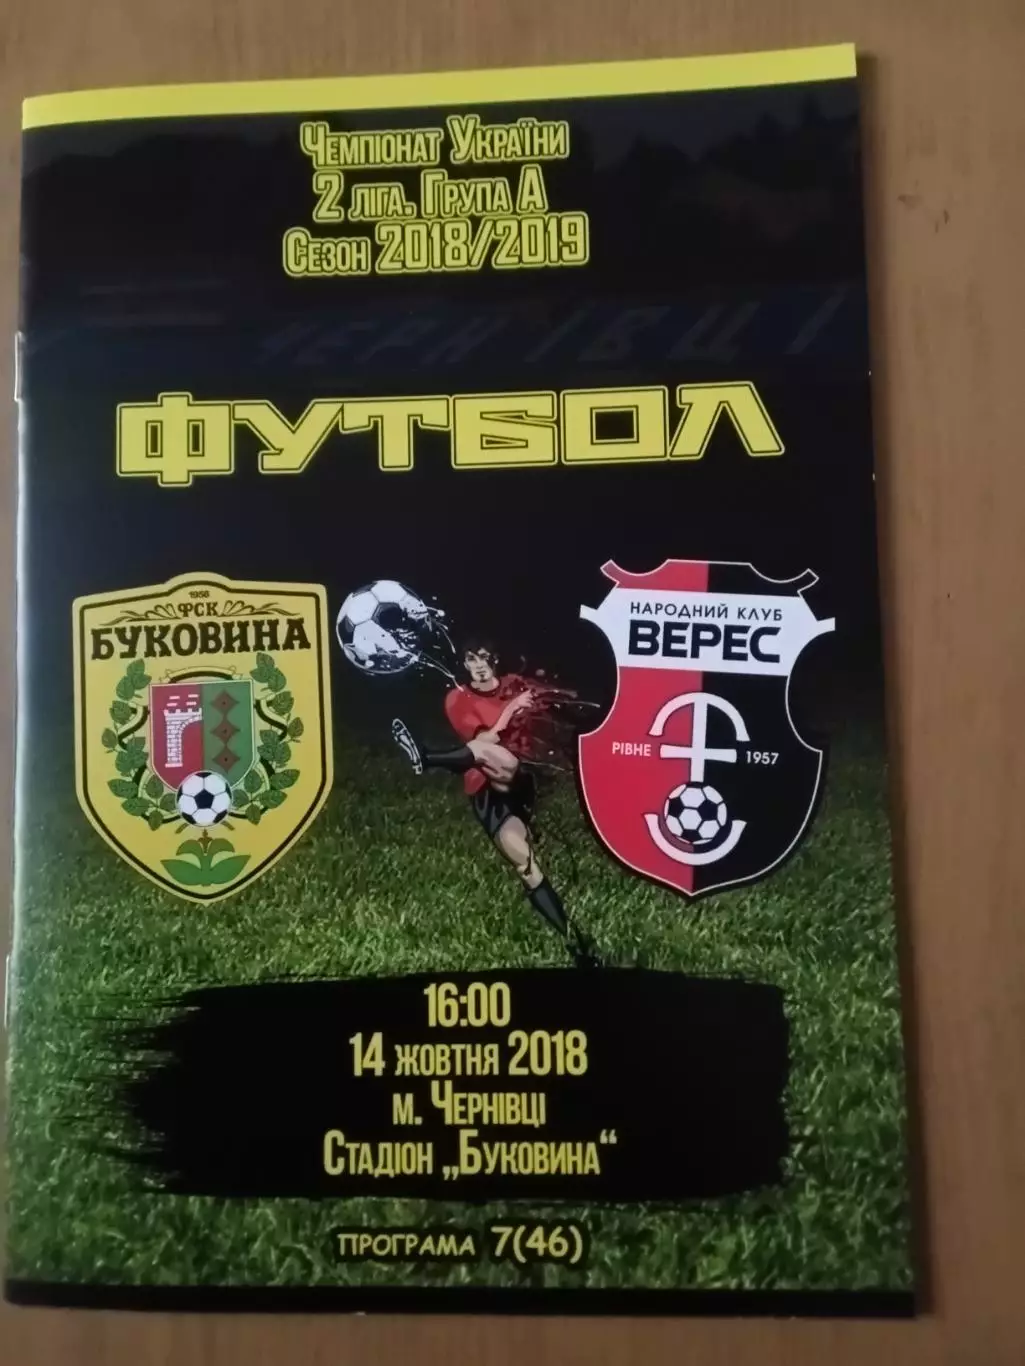 Чемпіонат України
2 ліга. Група А
Сезон 2018/2019
ЧЕРНІВЦІ
ФУТБОЛ
1958
ФСК
БУКОВИНА
НАРОДНИЙ КЛУБ
ВЕРЕС
РІВНЕ 1957
16:00
14 жовтня 2018
м. Чернівці
Стадіон „Буковина“
ПРОГРАМА 7(46)